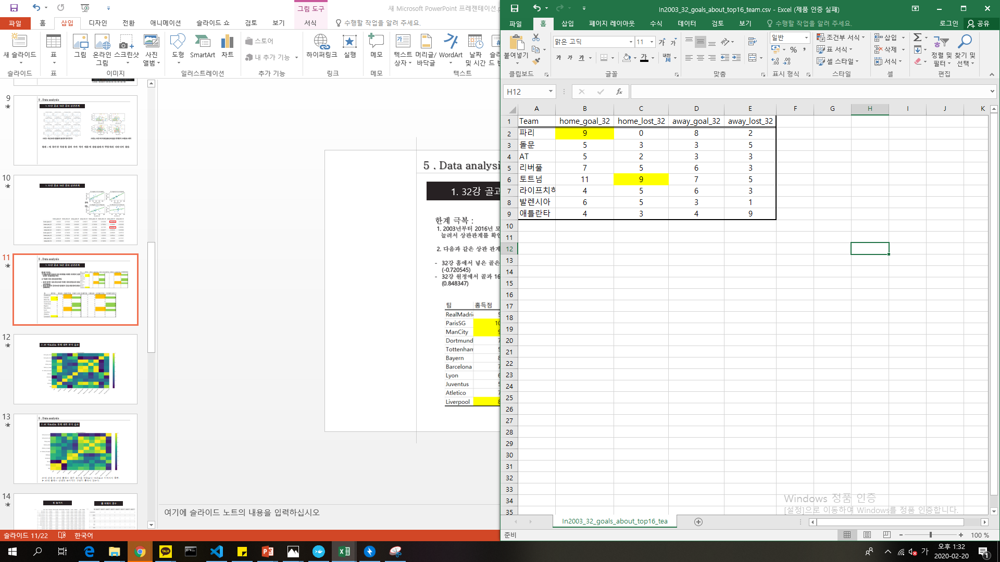 그림 도구
새 Microsoft PowerPoint 프레젠테이션.p
파일 홈 삽입 디자인 전환 애니메이션 슬라이드 쇼 검토 보기 서식 수행할 작업을 알려 주세요.
새 슬라이드
표
그림
온라인 그림
스크린샷
사진 앨범
도형
SmartArt
차트
스토어
내 추가 기능
하이퍼링크
실행
메모
텍스트 상자
머리글/바닥글
WordArt
날짜 및 시간
슬라이드 표 이미지 일러스트레이션 추가 기능 링크 메모 텍스트
9
5 . Data analysis
1. 32강 골과 16강 골의 상관관계
10
1. 32강 골과 16강 골의 상관관계
11
5 . Data analysis
1. 32강 골과 16강 골의 상관관계
12
2. AT 마드리드 팀에 대한 분석 결과
13
5 . Data analysis
2. AT 마드리드 팀에 대한 분석 결과
14
5 . Data analysi
1. 32강 골과
한계 극복 :
1. 2003년부터 2016년 모
늘려서 상관관계를 확인
2. 다음과 같은 상관 관계
- 32강 홈에서 넣은 골은
(-0.720545)
- 32강 원정에서 골과 16
(0.848347)
팀 홈득점
RealMadri 5
ParisSG 10
ManCity 9
Dortmund 7
Tottenham 5
Bayern 8
Barcelona 7
Lyon 6
Juventus 5
Atletico 7
Liverpool 8
여기에 슬라이드 노트의 내용을 입력하십시오
슬라이드 11/22 한국어
In2003_32_goals_about_top16_team.csv - Excel (제품 인증 실패)
파일 홈 삽입 페이지 레이아웃 수식 데이터 검토 보기 수행할 작업을 알려 주세요. 로그인 공유
붙여넣기
맑은 고딕 11
가 가 가 가 가 가 내천
일반
% ,
조건부 서식
표 서식
셀 스타일
삽입
삭제
서식
정렬 및 필터
찾기 및 선택
클립보드 글꼴 맞춤 표시 형식 스타일 셀 편집
H12 fx
A B C D E F G H I J K
1 Team home_goal_32 home_lost_32 away_goal_32 away_lost_32
2 파리 9 0 8 2
3 돌문 5 3 3 5
4 AT 5 2 3 3
5 리버풀 7 5 6 3
6 토트넘 11 9 7 5
7 라이프치히 4 5 6 3
8 발렌시아 6 5 3 1
9 애틀란타 4 3 4 9
10
11
12
13
14
15
16
17
18
19
20
21
22
23
24
25
26
27
28
29
30
31
32
33
34
35
Windows 정품 인증
[설정]으로 이동하여 Windows를 정품 인증합니다.
In2003_32_goals_about_top16_tea
준비 100 %
TALK
가
오후 1:32
2020-02-20
1